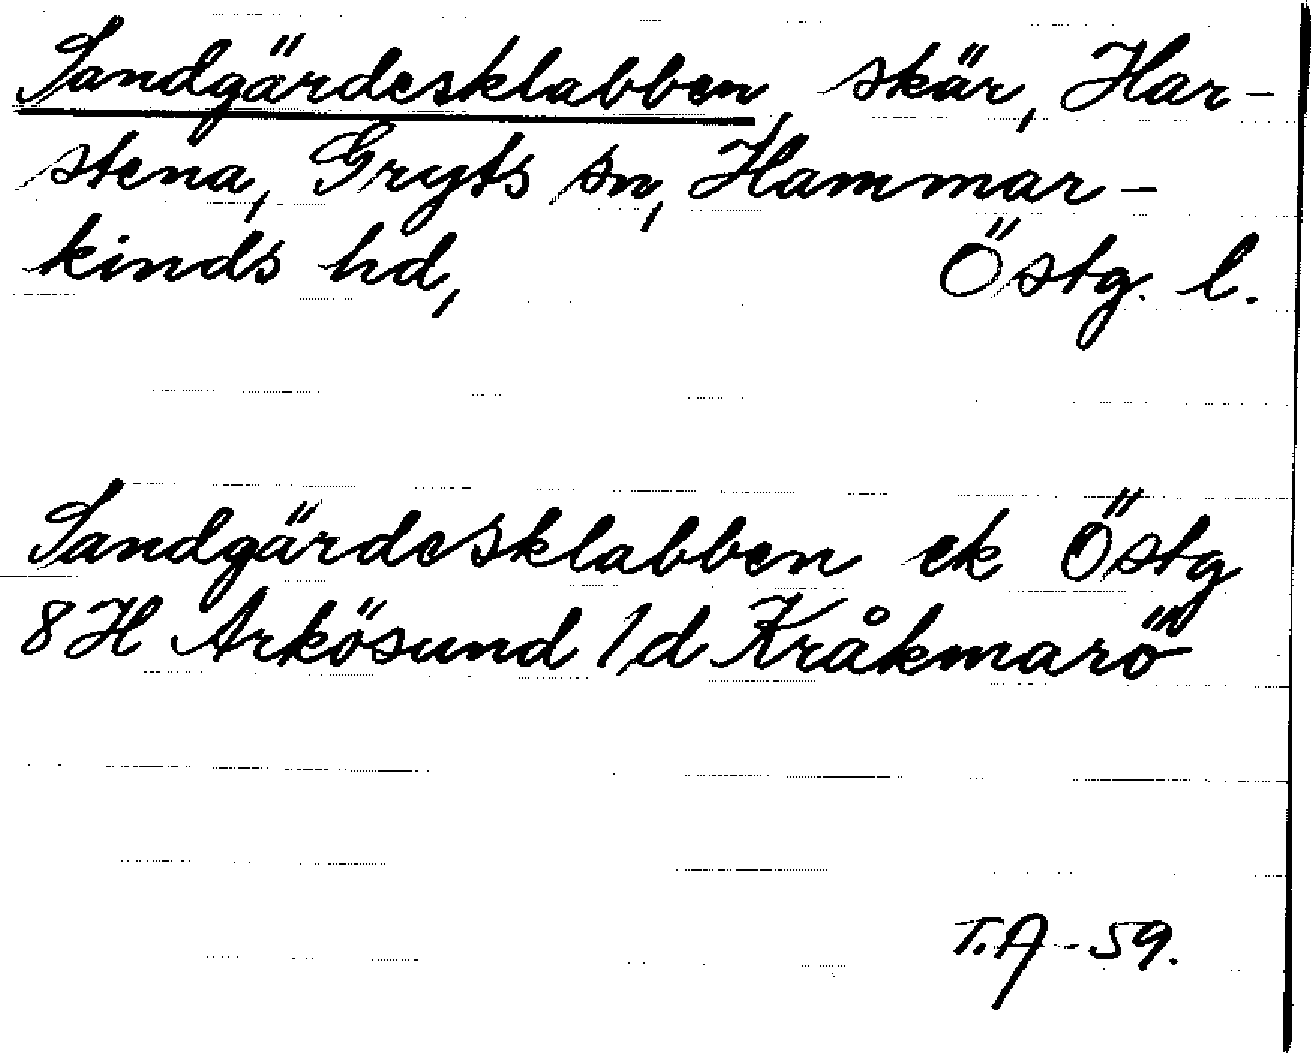 Sandgärdesklabben, skär, Har-
stena, Gryts sn, Hammar-
kinds hd, Östg. l.
Sandgärdesklabben ek Östg
8H Arkösund 1d Kråkmarö
T.A-59.